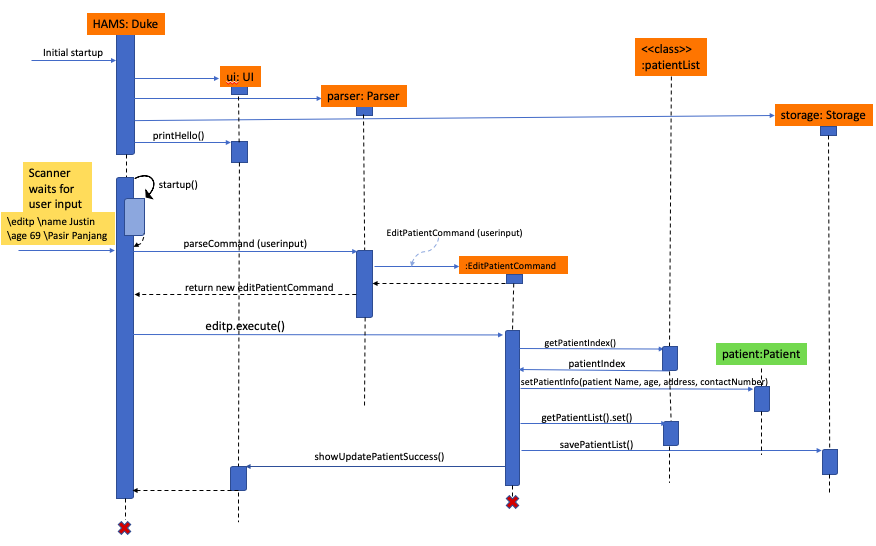 HAMS: Duke
Initial startup
<<class>>
:patientList
ui: UI
parser: Parser
storage: Storage
printHello()
Scanner
waits for
user input
startup()
\editp \name Justin
\age 69 \Pasir Panjang
EditPatientCommand (userinput)
parseCommand (userinput)
:EditPatientCommand
return new editPatientCommand
editp.execute()
getPatientIndex()
patient:Patient
patientIndex
setPatientInfo(patient Name, age, address, contactNumber)
getPatientList().set()
savePatientList()
showUpdatePatientSuccess()